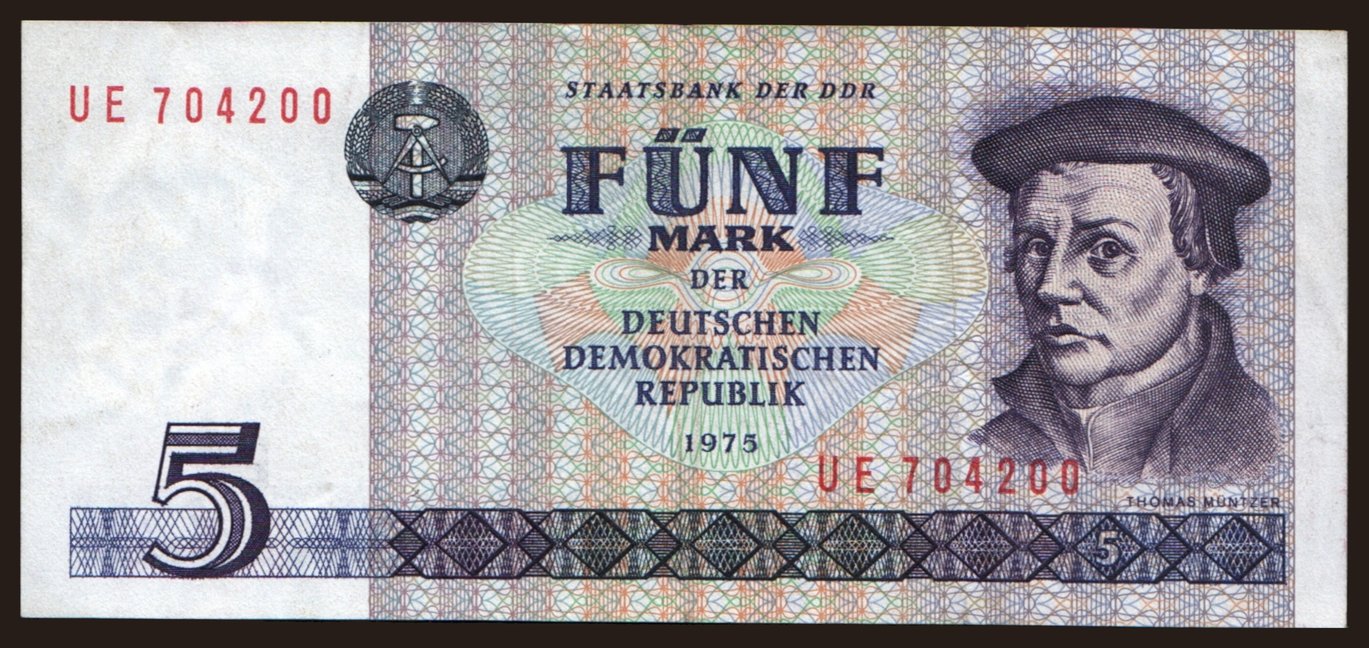 UE 704200
STAATSBANK DER DDR
FÜNF
MARK
DER
DEUTSCHEN
DEMOKRATISCHEN
REPUBLIK
1975
UE 704200
THOMAS MÜNTZER
5
5